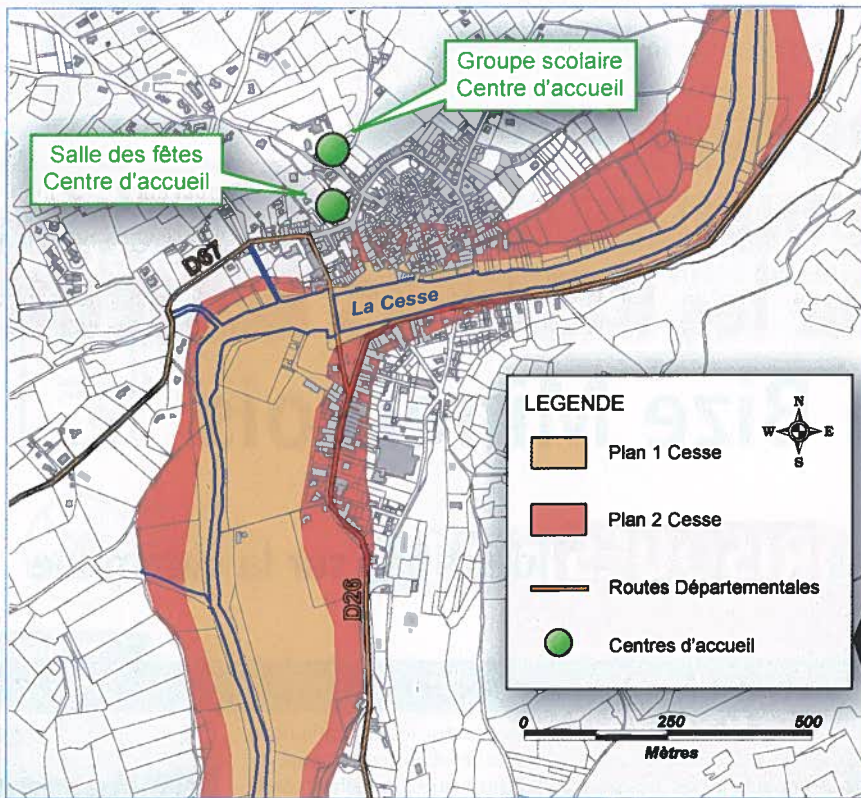 Groupe scolaire
Centre d'accueil
Salle des fêtes
Centre d'accueil
D67
La Cesse
D26
LEGENDE
N
W E
S
Plan 1 Cesse
Plan 2 Cesse
Routes Départementales
Centres d'accueil
0 250 500
Mètres